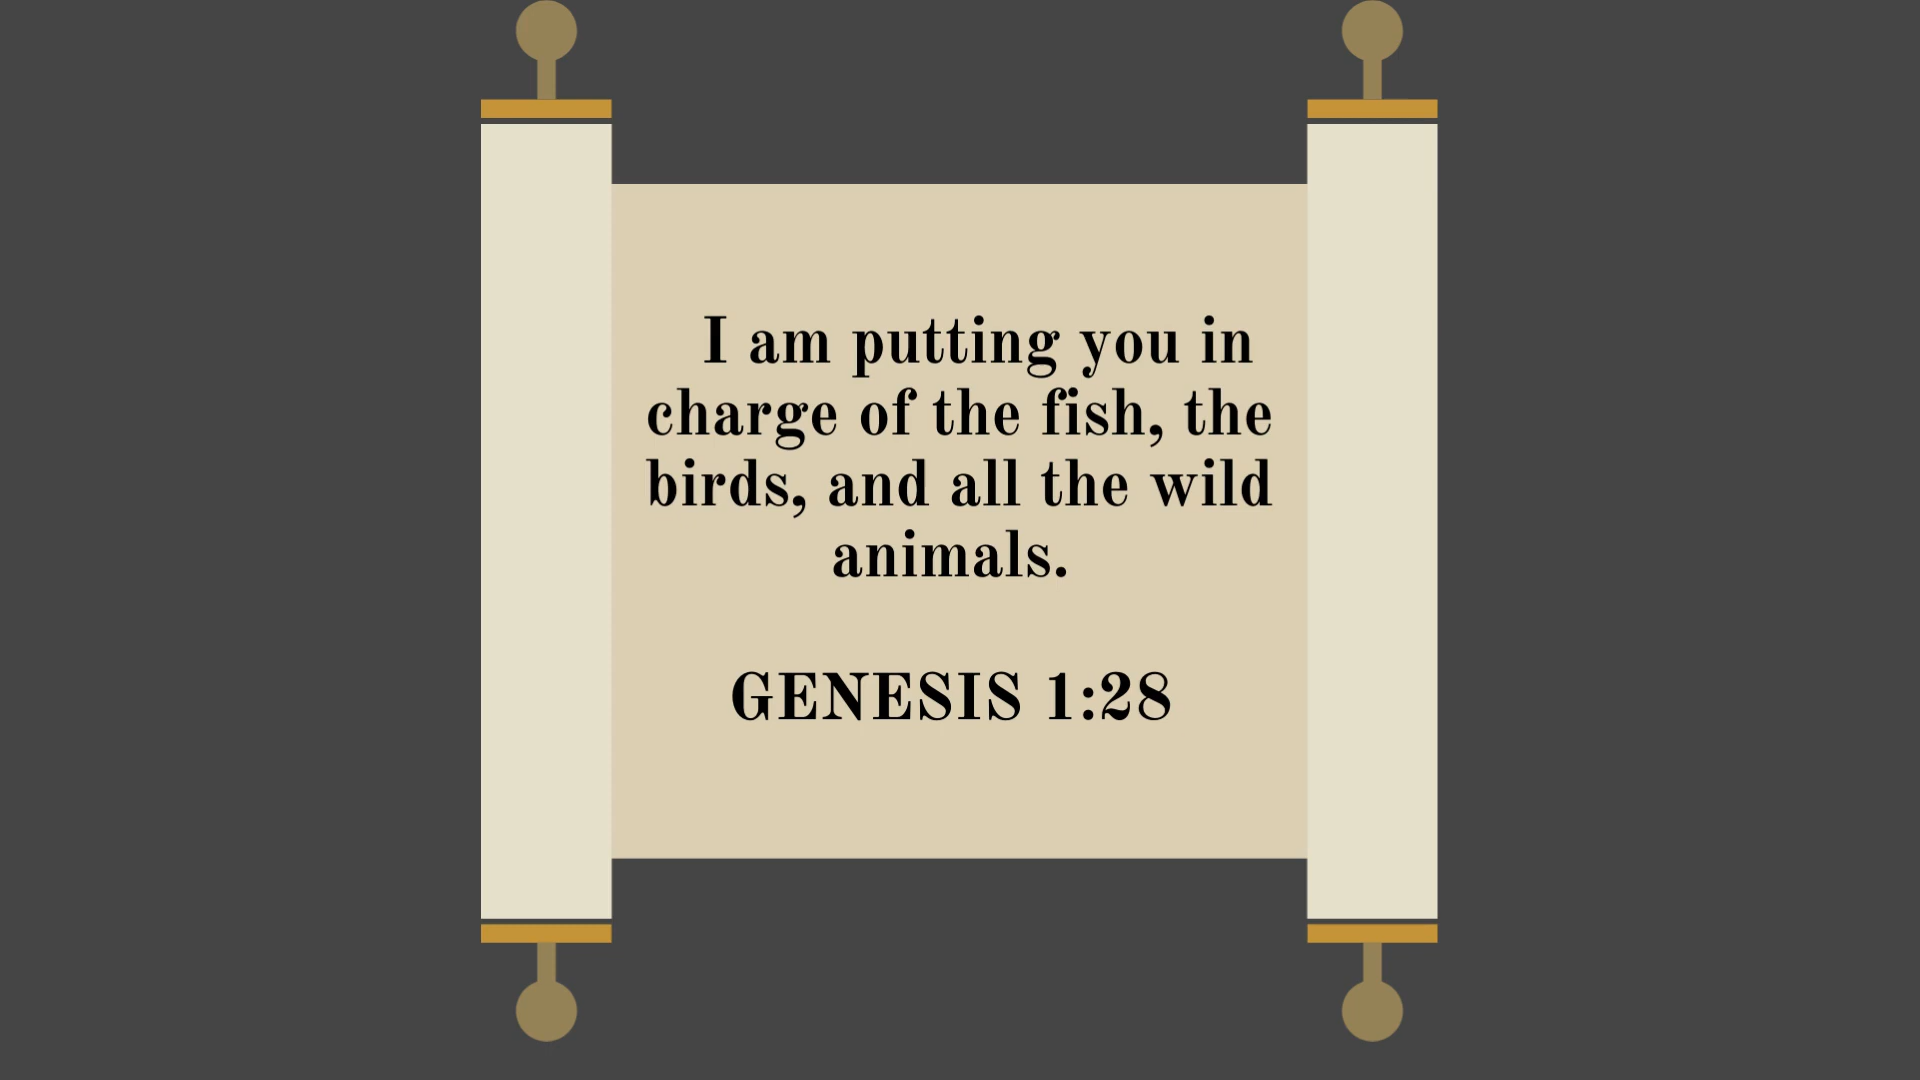 I am putting you in
charge of the fish, the
birds, and all the wild
animals.
GENESIS 1:28